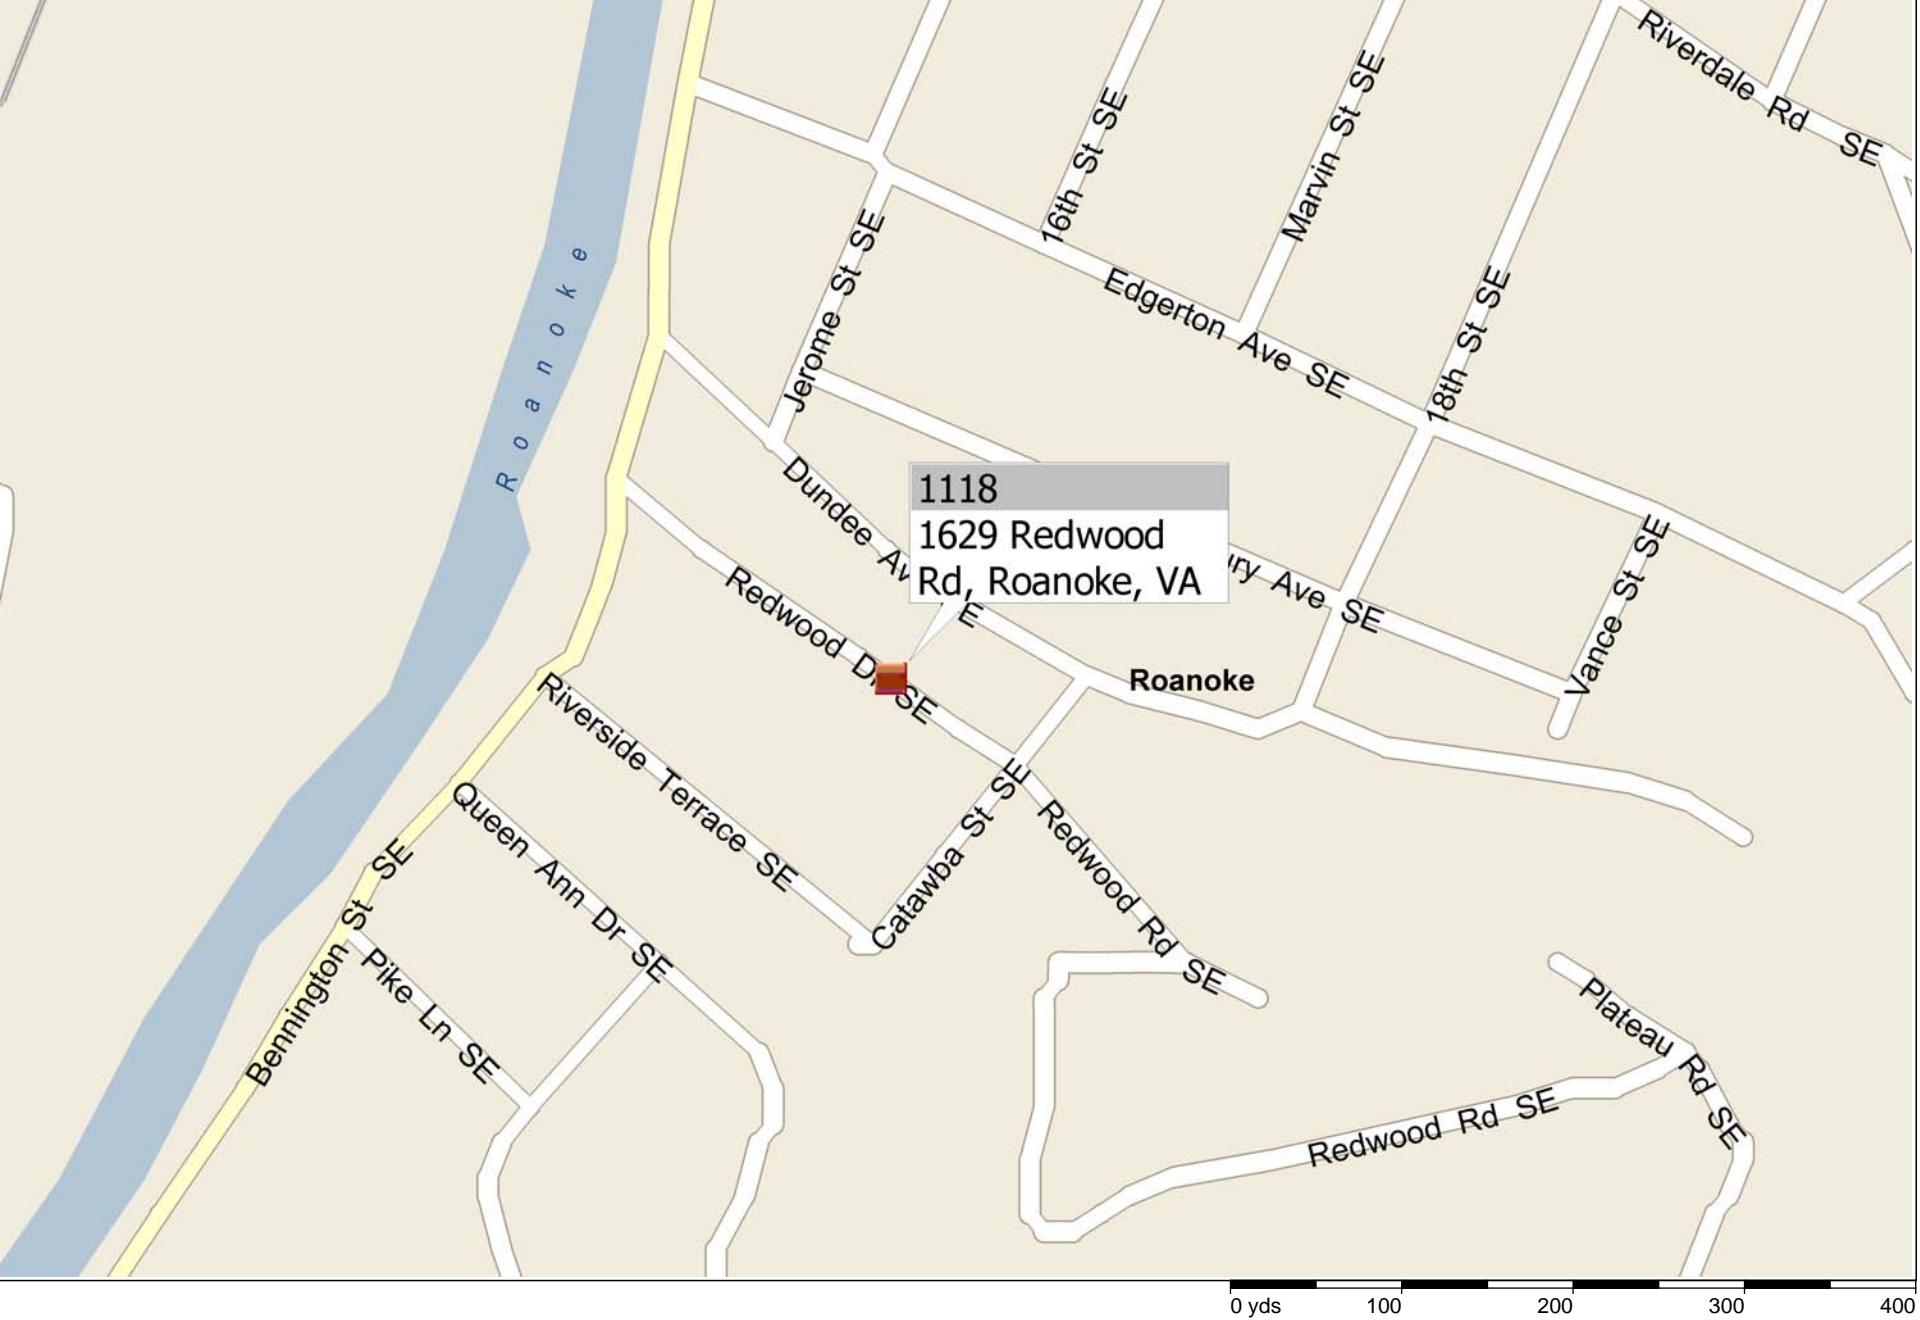 Riverdale Rd SE
16th St SE
Marvin St SE
Jerome St SE
18th St SE
Edgerton Ave SE
Roanoke
1118
1629 Redwood
Rd, Roanoke, VA
Dundee Av
E
ury Ave SE
Vance St SE
Redwood Dr SE
Roanoke
Riverside Terrace SE
Queen Ann Dr SE
Catawba St SE
Redwood Rd SE
Bennington St SE
Pike Ln SE
Plateau Rd SE
Redwood Rd SE
0 yds 100 200 300 400